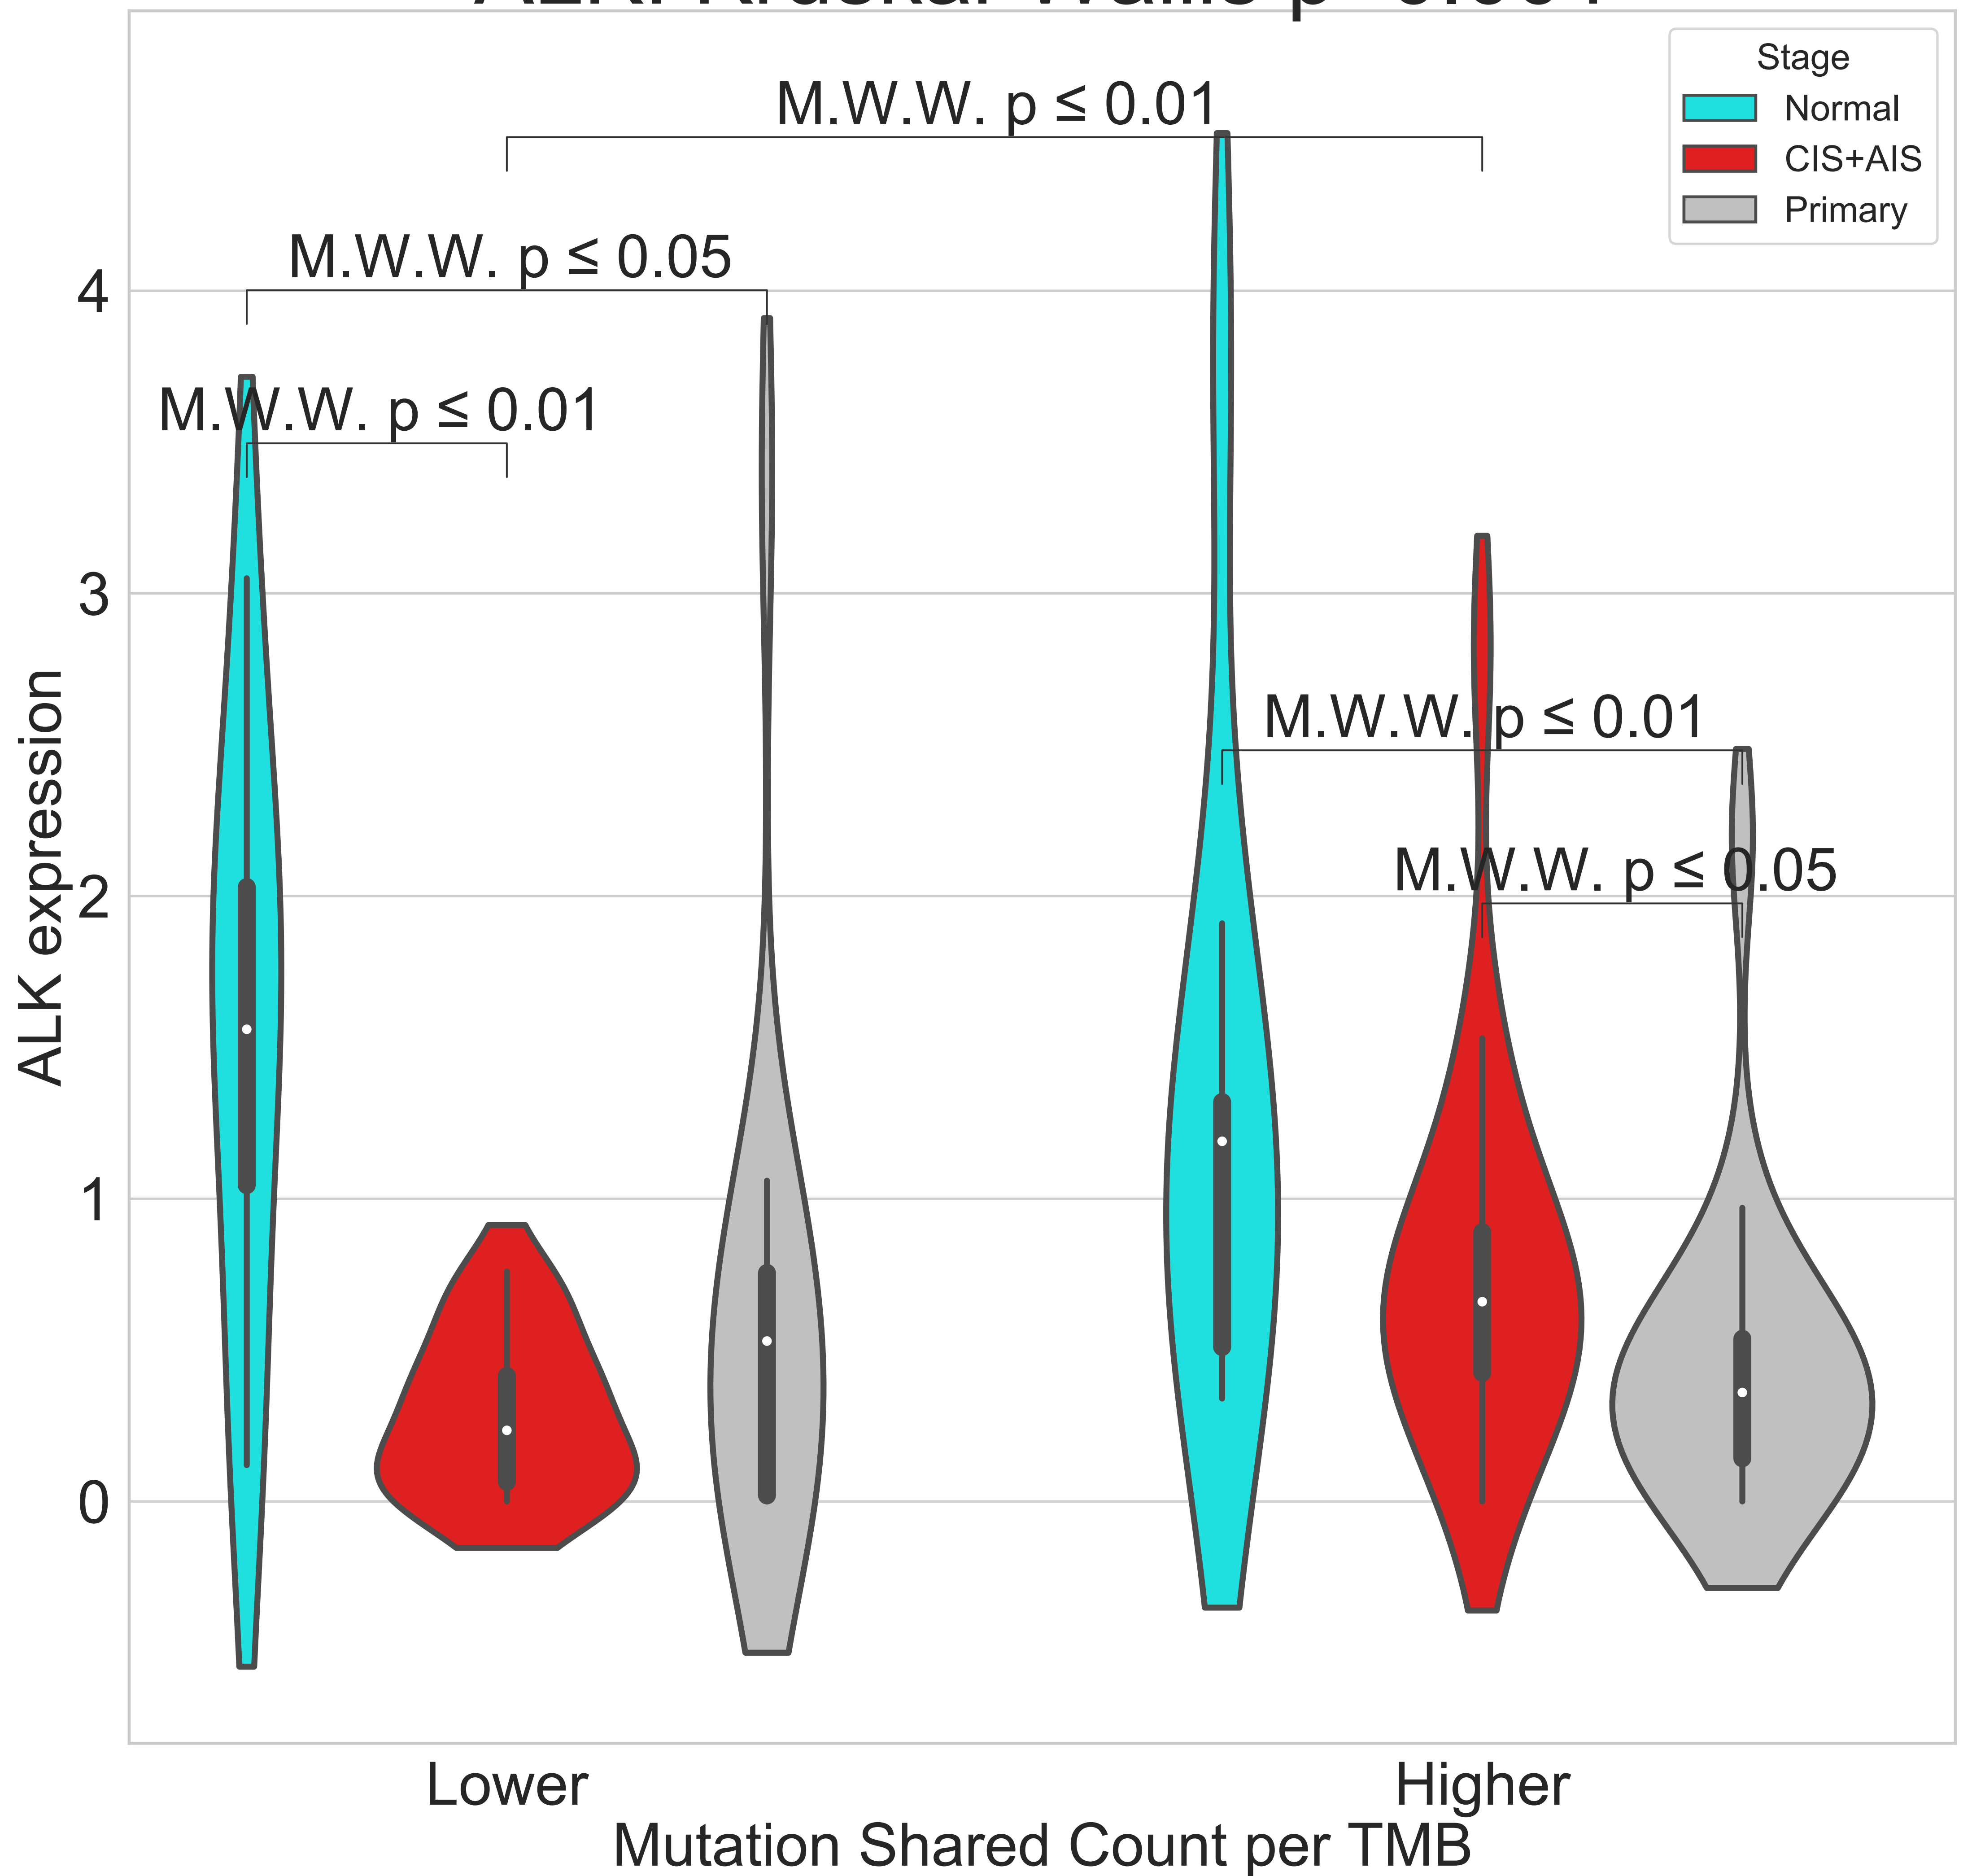 Stage
Normal
CIS+AIS
Primary
M.W.W. p ≤ 0.01
M.W.W. p ≤ 0.05
M.W.W. p ≤ 0.01
M.W.W. p ≤ 0.01
M.W.W. p ≤ 0.05
4
3
2
1
0
ALK expression
Lower
Higher
Mutation Shared Count per TMB